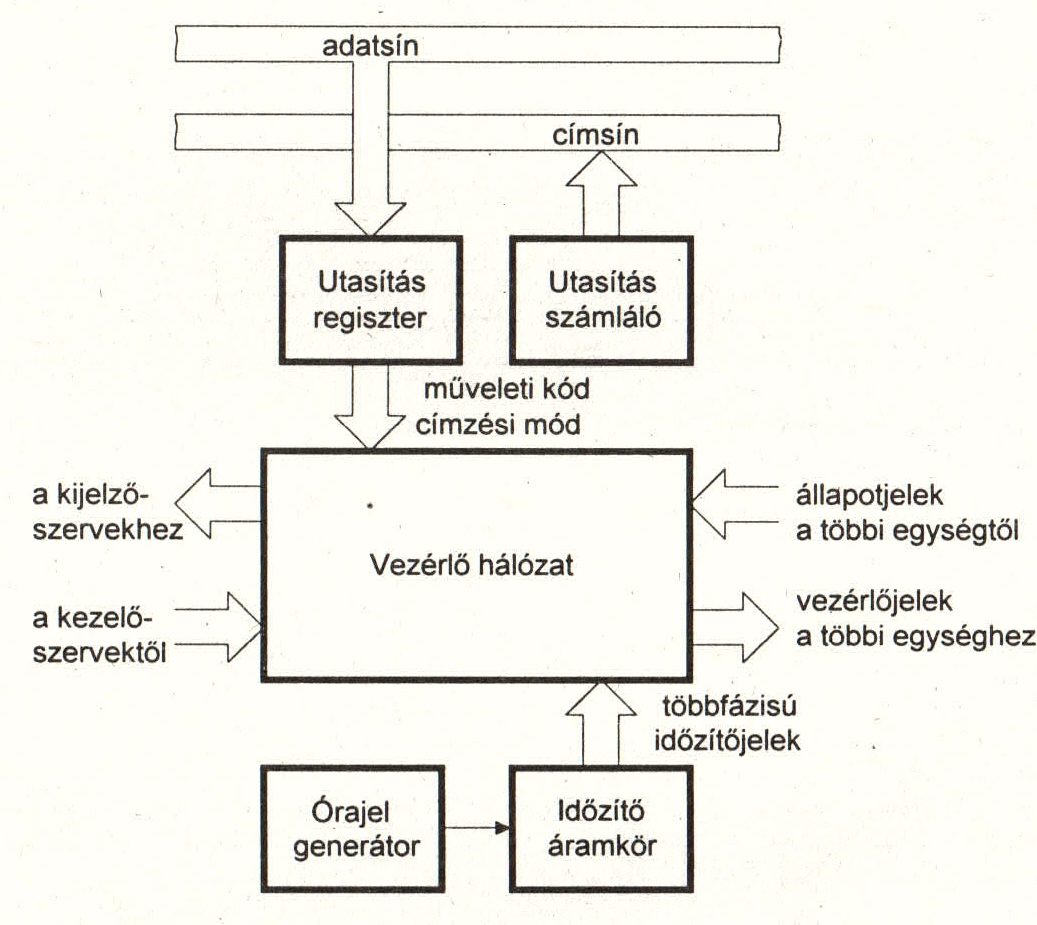 adatsín
címsín
Utasítás
regiszter
Utasítás
számláló
műveleti kód
címzési mód
a kijelző-
szervekhez
állapotjelek
a többi egységtől
Vezérlő hálózat
a kezelő-
szervektől
vezérlőjelek
a többi egységhez
többfázisú
időzítőjelek
Órajel
generátor
Időzítő
áramkör